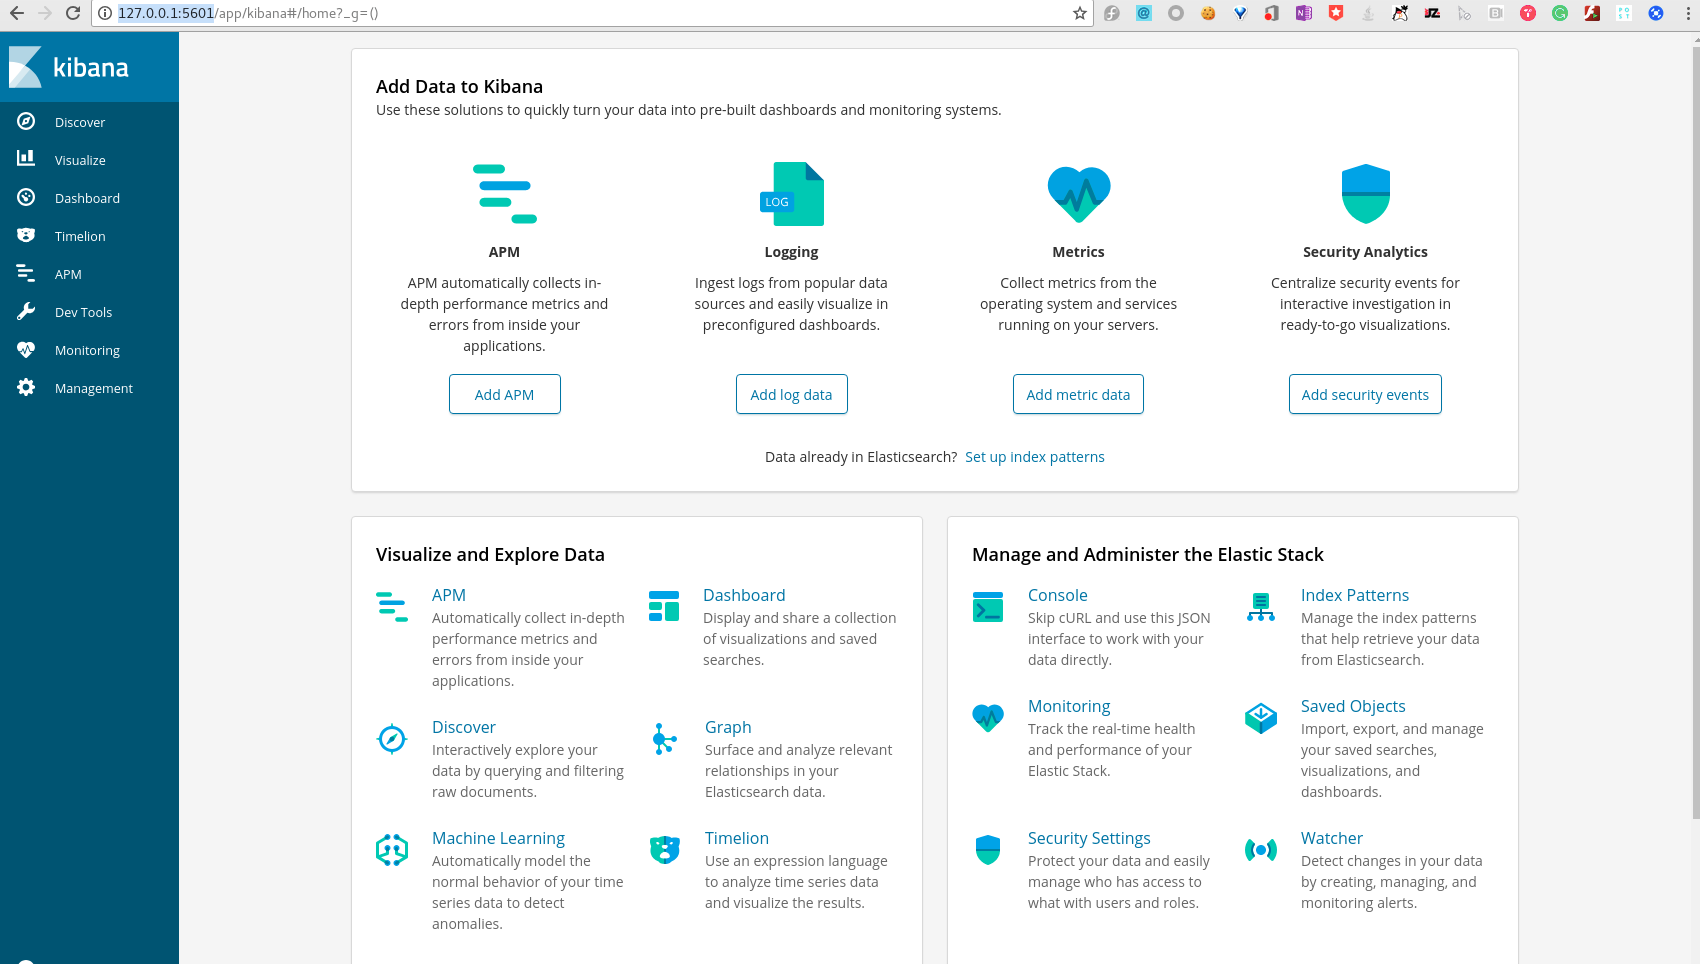 127.0.0.1:5601/app/kibana#/home?_g=()
kibana
Discover
Visualize
Dashboard
Timelion
APM
Dev Tools
Monitoring
Management
Add Data to Kibana
Use these solutions to quickly turn your data into pre-built dashboards and monitoring systems.
APM
APM automatically collects in-
depth performance metrics and
errors from inside your
applications.
Add APM
LOG
Logging
Ingest logs from popular data
sources and easily visualize in
preconfigured dashboards.
Add log data
Metrics
Collect metrics from the
operating system and services
running on your servers.
Add metric data
Security Analytics
Centralize security events for
interactive investigation in
ready-to-go visualizations.
Add security events
Data already in Elasticsearch? Set up index patterns
Visualize and Explore Data
APM
Automatically collect in-depth
performance metrics and
errors from inside your
applications.
Dashboard
Display and share a collection
of visualizations and saved
searches.
Discover
Interactively explore your
data by querying and filtering
raw documents.
Graph
Surface and analyze relevant
relationships in your
Elasticsearch data.
Machine Learning
Automatically model the
normal behavior of your time
series data to detect
anomalies.
Timelion
Use an expression language
to analyze time series data
and visualize the results.
Manage and Administer the Elastic Stack
Console
Skip cURL and use this JSON
interface to work with your
data directly.
Index Patterns
Manage the index patterns
that help retrieve your data
from Elasticsearch.
Monitoring
Track the real-time health
and performance of your
Elastic Stack.
Saved Objects
Import, export, and manage
your saved searches,
visualizations, and
dashboards.
Security Settings
Protect your data and easily
manage who has access to
what with users and roles.
Watcher
Detect changes in your data
by creating, managing, and
monitoring alerts.